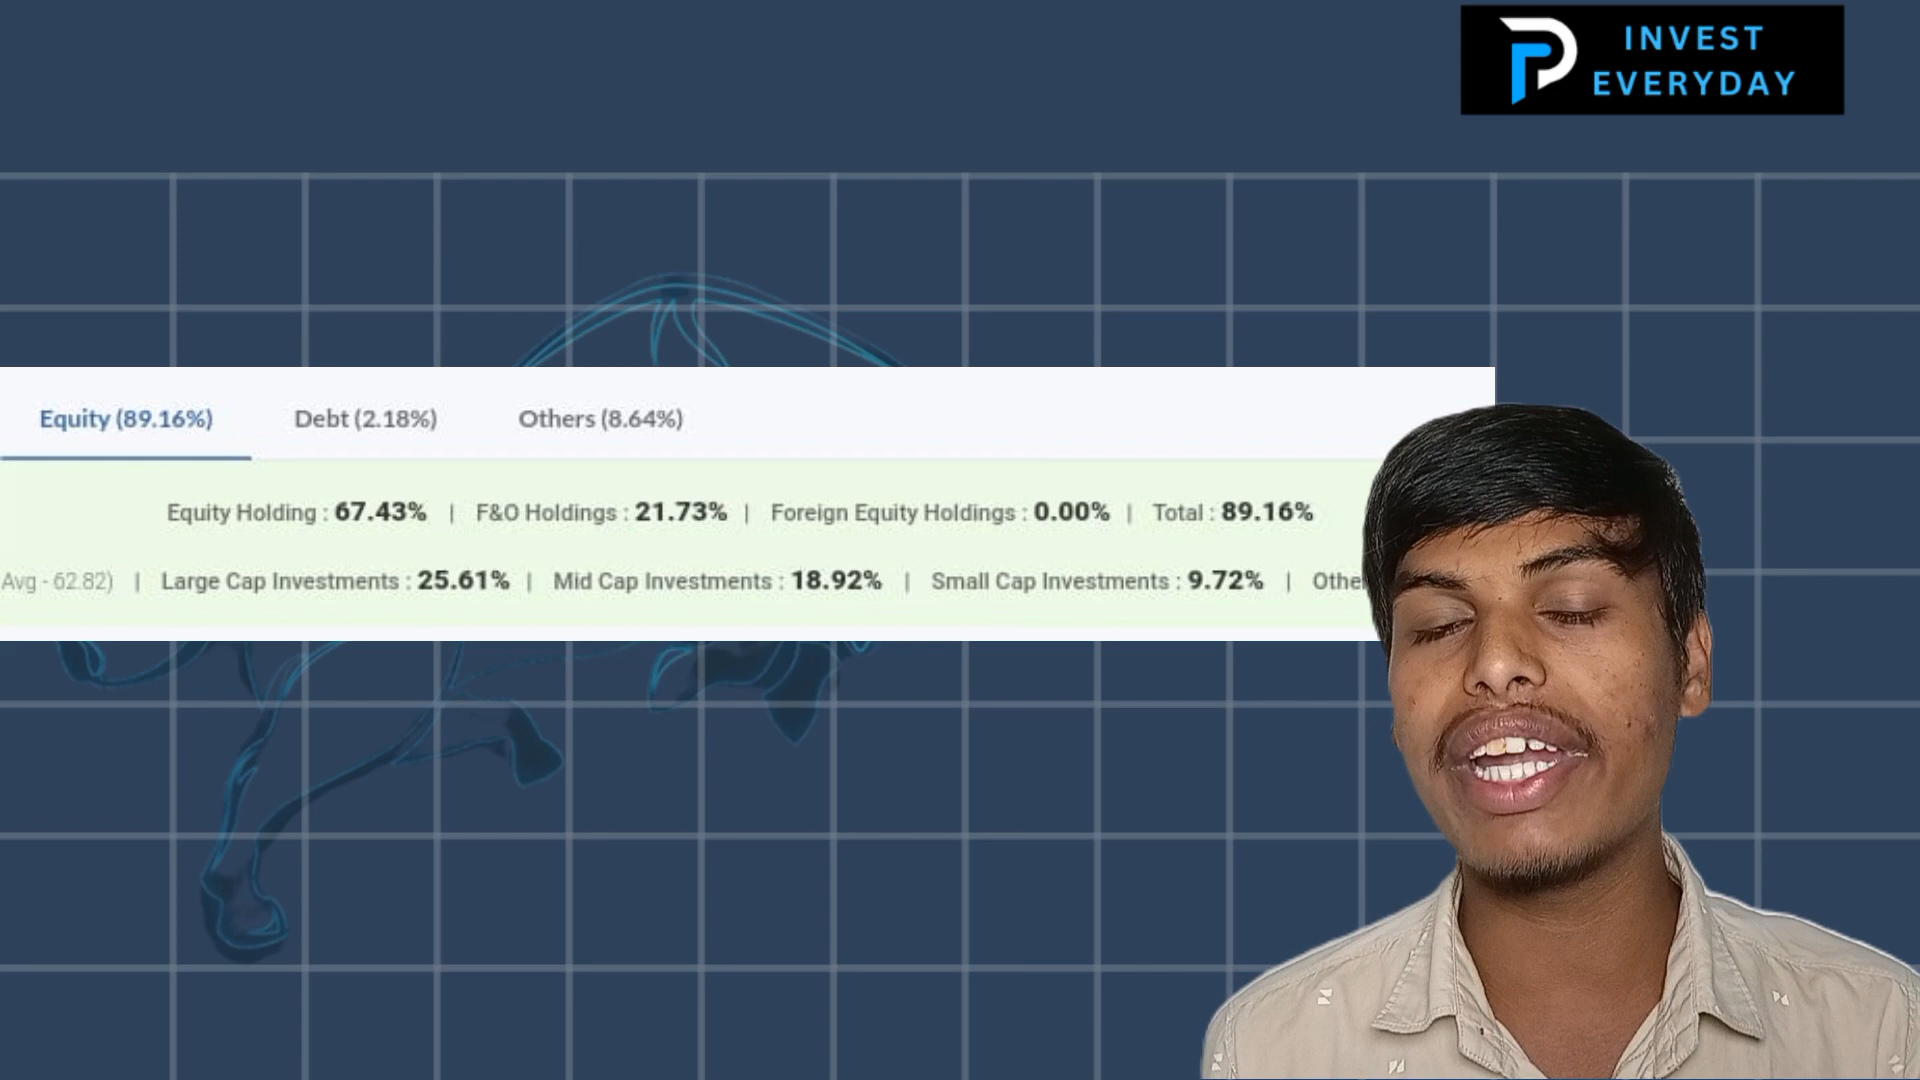 INVEST
EVERYDAY
Equity (89.16%) Debt (2.18%) Others (8.64%)
Equity Holding : 67.43% | F&O Holdings : 21.73% | Foreign Equity Holdings : 0.00% | Total : 89.16%
Avg - 62.82) | Large Cap Investments : 25.61% | Mid Cap Investments : 18.92% | Small Cap Investments : 9.72% |